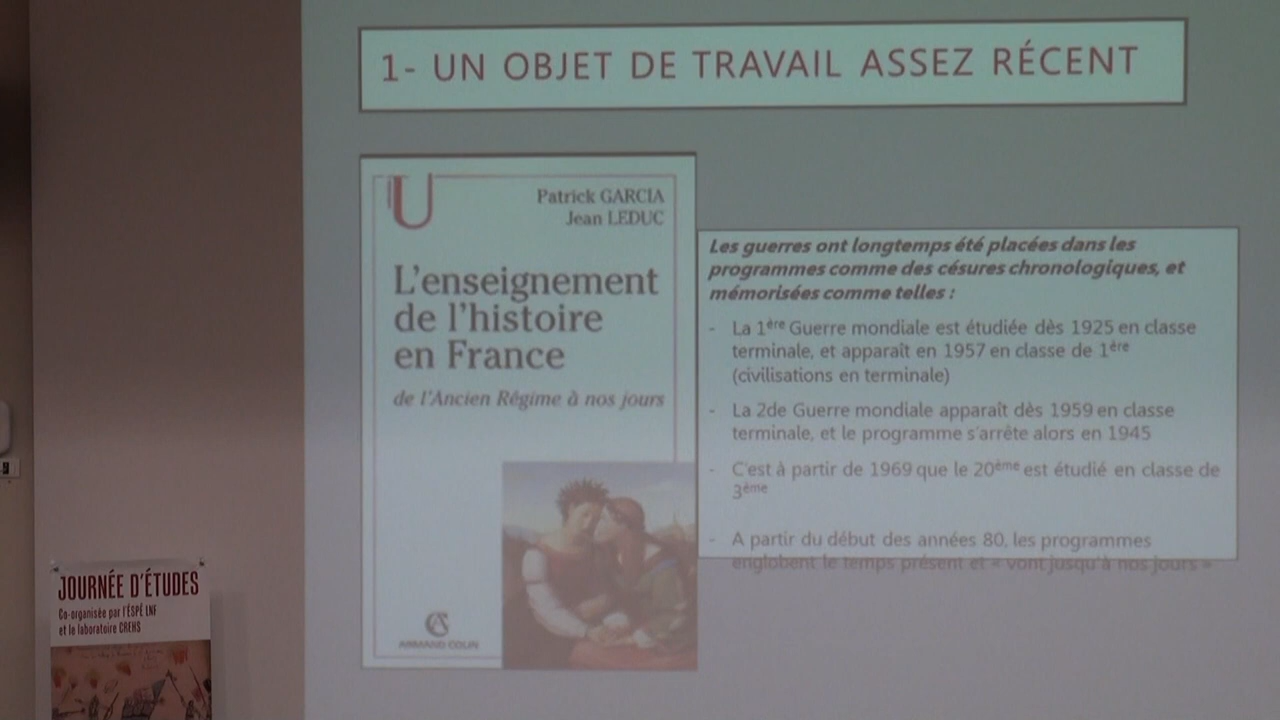 1- UN OBJET DE TRAVAIL ASSEZ RÉCENT
U
Patrick GARCIA
Jean LEDUC
L'enseignement
de l'histoire
en France
de l'Ancien Régime à nos jours
ARMAND COLIN
Les guerres ont longtemps été placées dans les
programmes comme des césures chronologiques, et
mémorisées comme telles :
- La 1ère Guerre mondiale est étudiée dès 1925 en classe
terminale, et apparaît en 1957 en classe de 1ère
(civilisations en terminale)
- La 2de Guerre mondiale apparaît dès 1959 en classe
terminale, et le programme s'arrête alors en 1945
- C'est à partir de 1969 que le 20ème est étudié en classe de
3ème
- A partir du début des années 80, les programmes
englobent le temps présent et « vont jusqu'à nos jours »
JOURNÉE D'ÉTUDES
Co-organisée par l'ÉSPÉ LNF
et le laboratoire CREHS